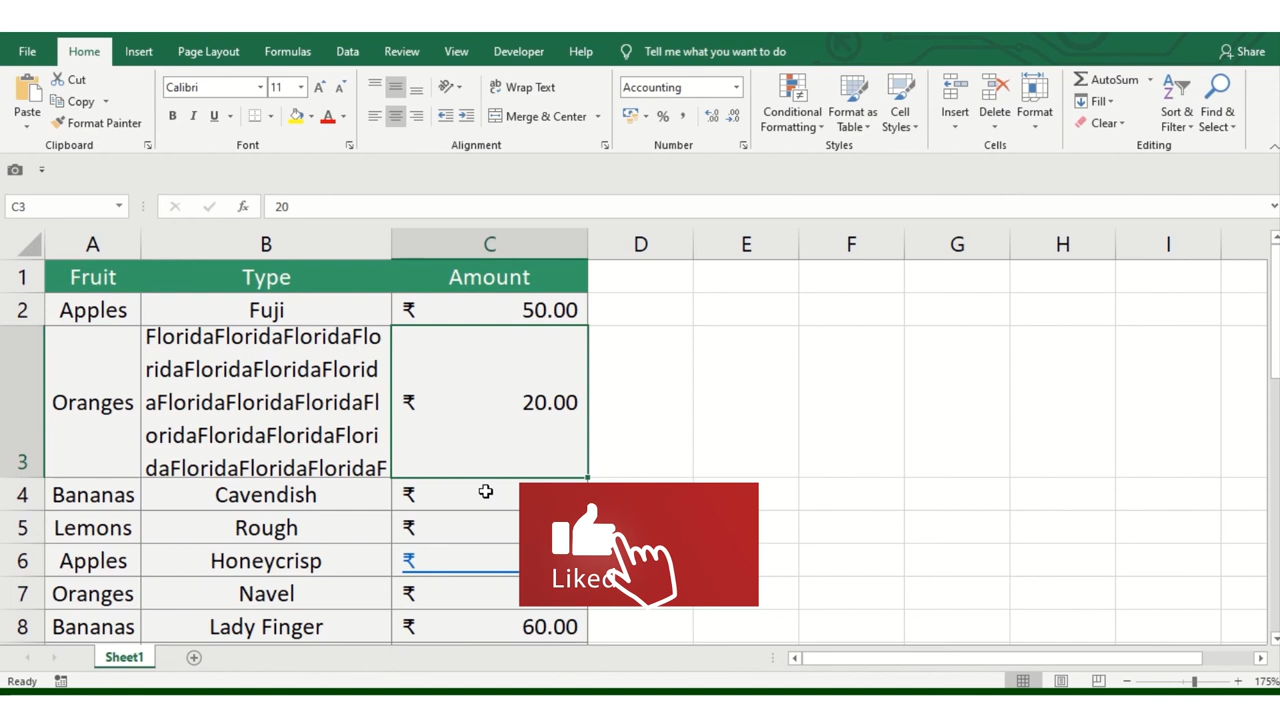 File Home Insert Page Layout Formulas Data Review View Developer Help Tell me what you want to do Share
Cut
Copy
Format Painter
Paste
Clipboard
Calibri 11
B I U A
Font
Wrap Text
Merge & Center
Alignment
Accounting
% ,
Number
Conditional Formatting
Format as Table
Cell Styles
Styles
Insert Delete Format
Cells
AutoSum
Fill
Clear
Sort & Filter
Find & Select
Editing
C3 fx 20
A B C D E F G H I
1 Fruit Type Amount
2 Apples Fuji ₹ 50.00
3 Oranges FloridaFloridaFloridaFlo
ridaFloridaFloridaFlorid
aFloridaFloridaFloridaFl
oridaFloridaFloridaFlori
daFloridaFloridaFloridaF
₹ 20.00
4 Bananas Cavendish ₹
5 Lemons Rough ₹
6 Apples Honeycrisp ₹
7 Oranges Navel ₹
8 Bananas Lady Finger ₹ 60.00
Liked
Sheet1
Ready 175%